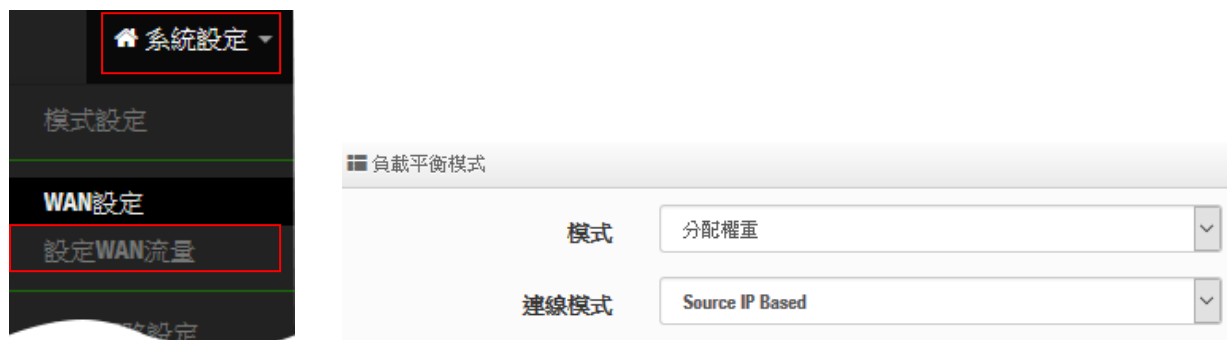 系統設定
模式設定
WAN設定
設定WAN流量
設定
負載平衡模式
模式 分配權重
連線模式 Source IP Based